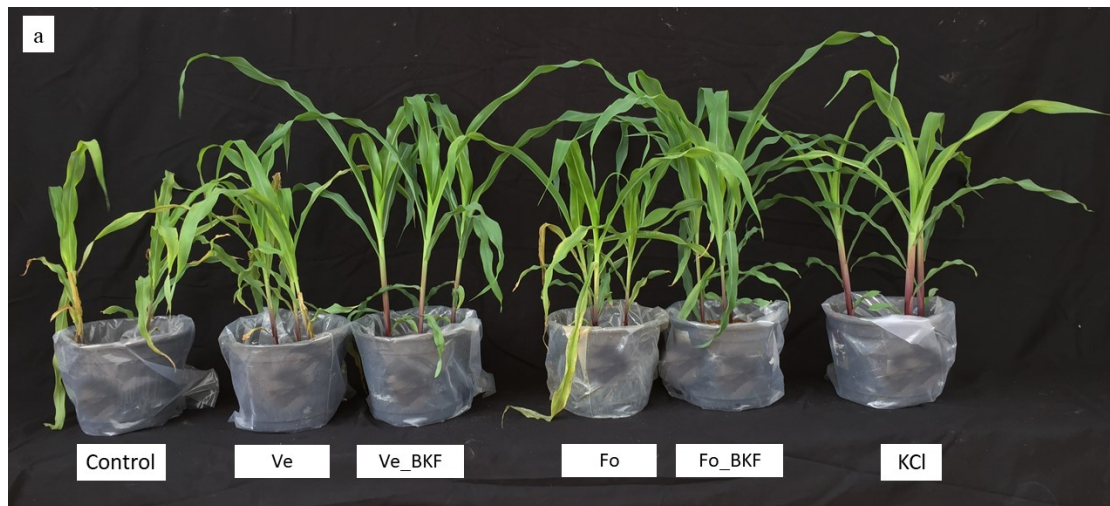 a
Control
Ve
Ve_BKF
Fo
Fo_BKF
KCl